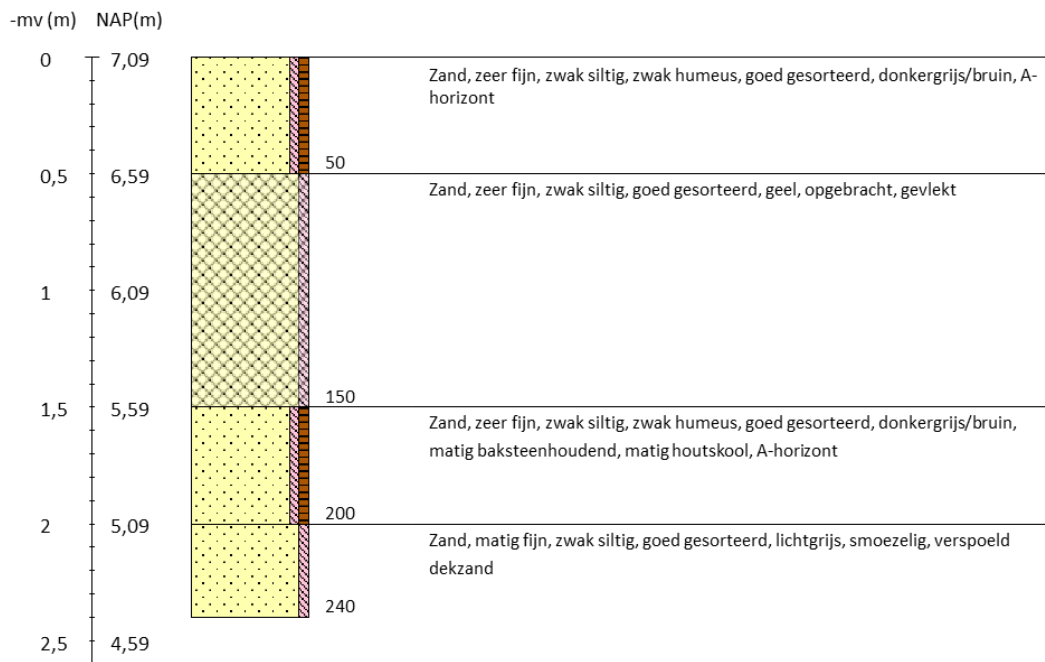 -mv (m) NAP(m)
0 7,09
Zand, zeer fijn, zwak siltig, zwak humeus, goed gesorteerd, donkergrijs/bruin, A-
horizont
50
0,5 6,59
Zand, zeer fijn, zwak siltig, goed gesorteerd, geel, opgebracht, gevlekt
1 6,09
150
1,5 5,59
Zand, zeer fijn, zwak siltig, zwak humeus, goed gesorteerd, donkergrijs/bruin,
matig baksteenhoudend, matig houtskool, A-horizont
200
2 5,09
Zand, matig fijn, zwak siltig, goed gesorteerd, lichtgrijs, smoezelig, verspoeld
dekzand
240
2,5 4,59